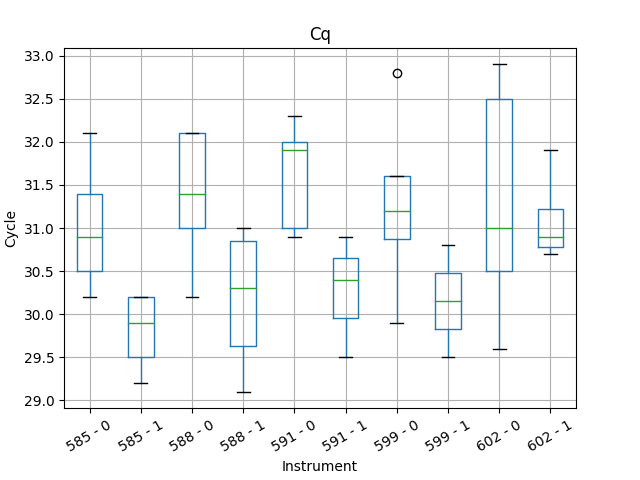 Cq
33.0
32.5
32.0
31.5
31.0
30.5
30.0
29.5
29.0
Cycle
585 - 0
585 - 1
588 - 0
588 - 1
591 - 0
591 - 1
599 - 0
599 - 1
602 - 0
602 - 1
Instrument